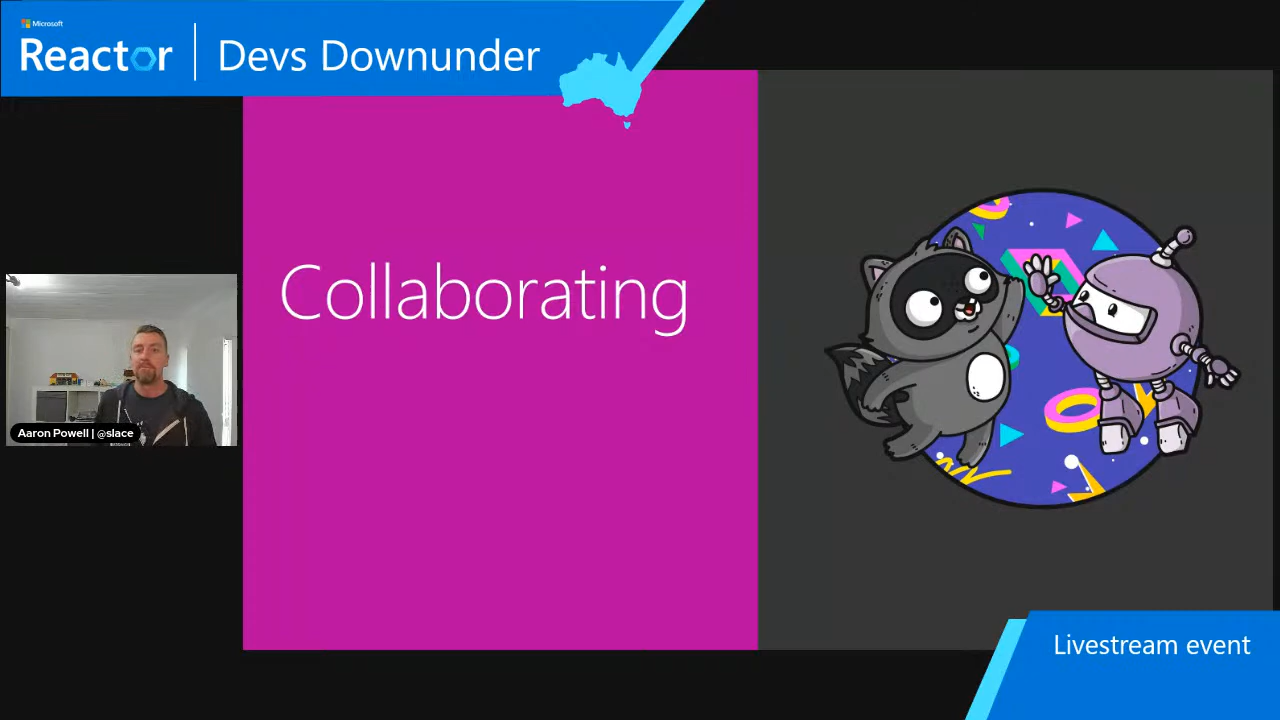 Microsoft
Reactor
Devs Downunder
Collaborating
Aaron Powell | @slace
Livestream event